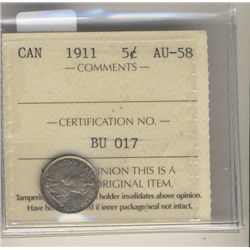 CAN 1911 5¢ AU-58
— COMMENTS —
— CERTIFICATION NO. —
BU 017
INION THIS IS A
ORIGINAL ITEM.
Tampering holder invalidates above opinion.
Have if inner package/seal not intact.